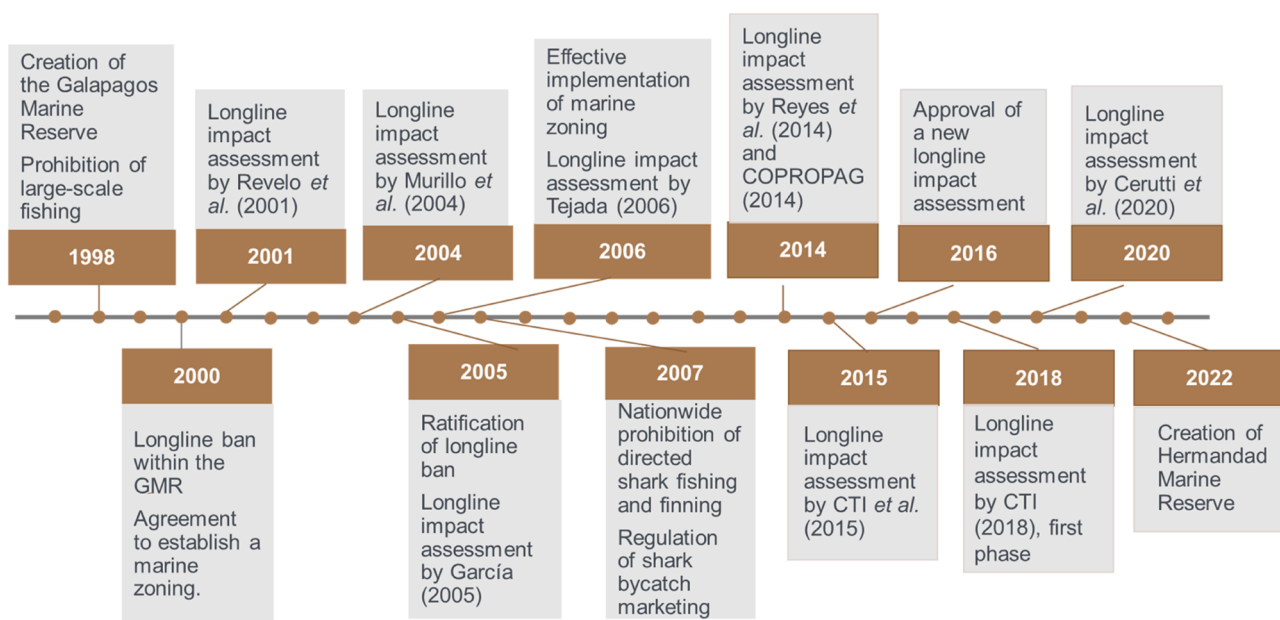 Creation of
the Galapagos
Marine
Reserve
Prohibition of
large-scale
fishing
1998
Longline
impact
assessment
by Revelo et
al. (2001)
2001
Longline
impact
assessment
by Murillo et
al. (2004)
2004
Effective
implementation
of marine
zoning
Longline impact
assessment by
Tejada (2006)
2006
Longline
impact
assessment
by Reyes et
al. (2014)
and
COPROPAG
(2014)
2014
Approval of
a new
longline
impact
assessment
2016
Longline
impact
assessment
by Cerutti et
al. (2020)
2020
2000
Longline ban
within the
GMR
Agreement
to establish a
marine
zoning.
2005
Ratification
of longline
ban
Longline
impact
assessment
by García
(2005)
2007
Nationwide
prohibition of
directed
shark fishing
and finning
Regulation
of shark
bycatch
marketing
2015
Longline
impact
assessment
by CTI et al.
(2015)
2018
Longline
impact
assessment
by CTI
(2018), first
phase
2022
Creation of
Hermandad
Marine
Reserve